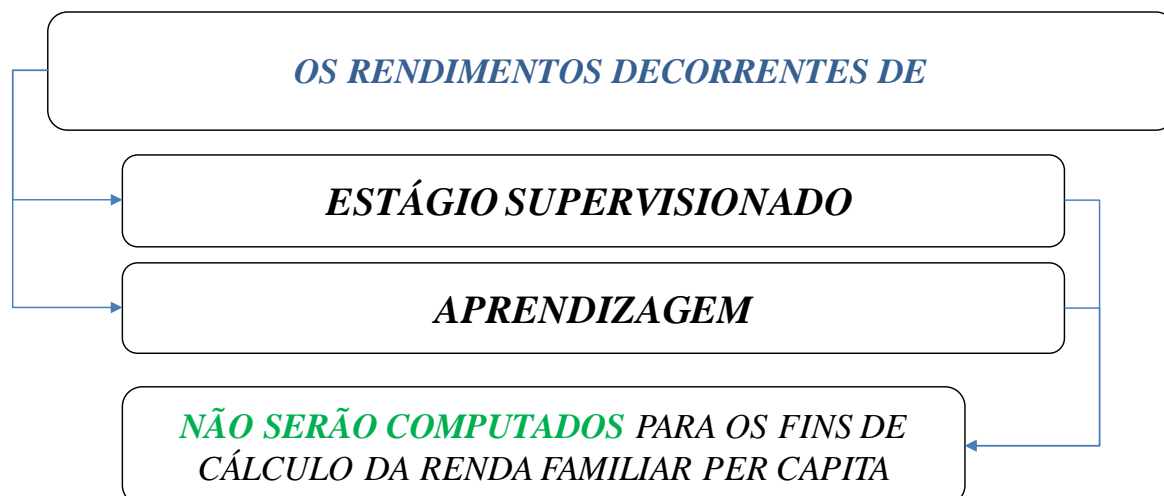 OS RENDIMENTOS DECORRENTES DE
ESTÁGIO SUPERVISIONADO
APRENDIZAGEM
NÃO SERÃO COMPUTADOS PARA OS FINS DE
CÁLCULO DA RENDA FAMILIAR PER CAPITA